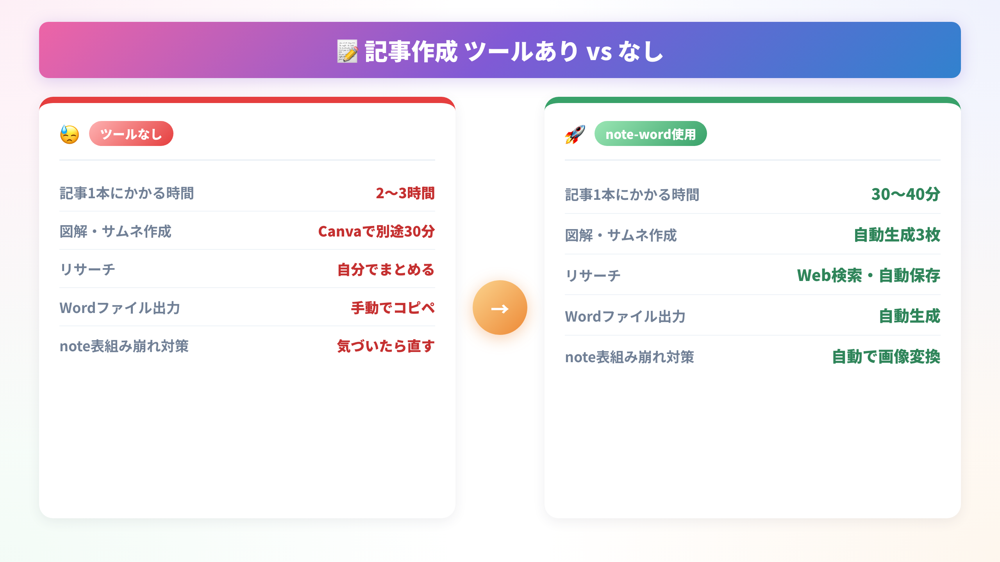 📝 記事作成 ツールあり vs なし
😓 ツールなし
記事1本にかかる時間 2〜3時間
図解・サムネ作成 Canvaで別途30分
リサーチ 自分でまとめる
Wordファイル出力 手動でコピペ
note表組み崩れ対策 気づいたら直す
→
🚀 note-word使用
記事1本にかかる時間 30〜40分
図解・サムネ作成 自動生成3枚
リサーチ Web検索・自動保存
Wordファイル出力 自動生成
note表組み崩れ対策 自動で画像変換